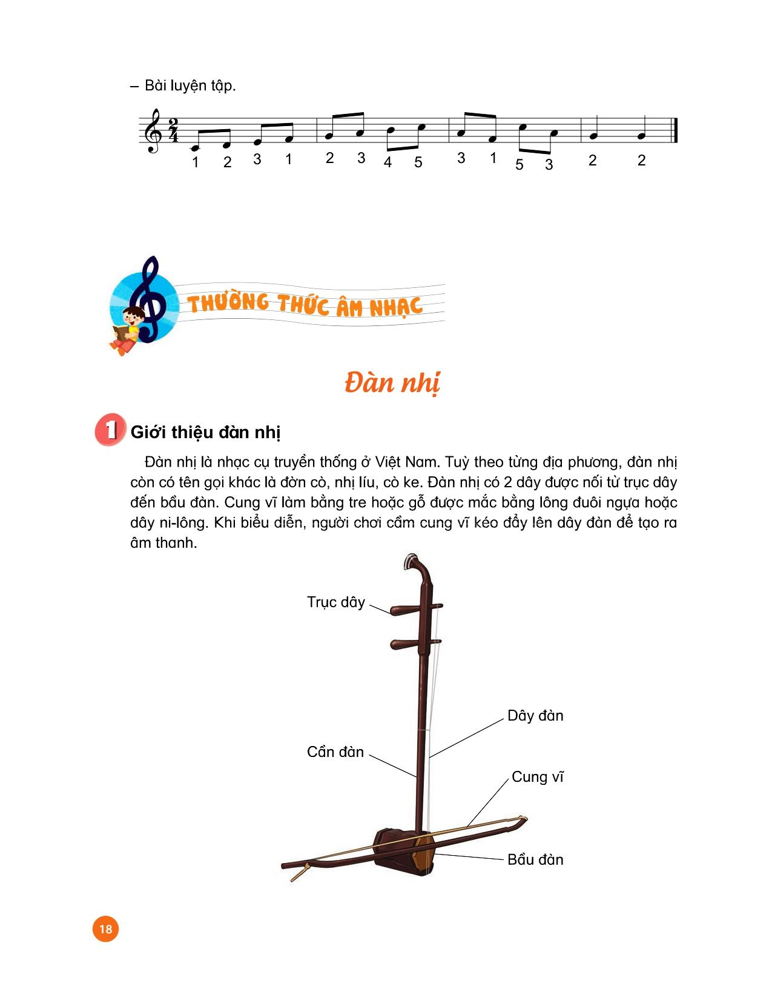 – Bài luyện tập.
2
4
1 2 3 1 2 3 4 5 3 1 5 3 2 2
THƯỜNG THỨC ÂM NHẠC
Đàn nhị
1 Giới thiệu đàn nhị
Đàn nhị là nhạc cụ truyền thống ở Việt Nam. Tuỳ theo từng địa phương, đàn nhị
còn có tên gọi khác là đờn cò, nhị líu, cò ke. Đàn nhị có 2 dây được nối từ trục dây
đến bầu đàn. Cung vĩ làm bằng tre hoặc gỗ được mắc bằng lông đuôi ngựa hoặc
dây ni-lông. Khi biểu diễn, người chơi cầm cung vĩ kéo đẩy lên dây đàn để tạo ra
âm thanh.
Trục dây
Dây đàn
Cần đàn
Cung vĩ
Bầu đàn
18